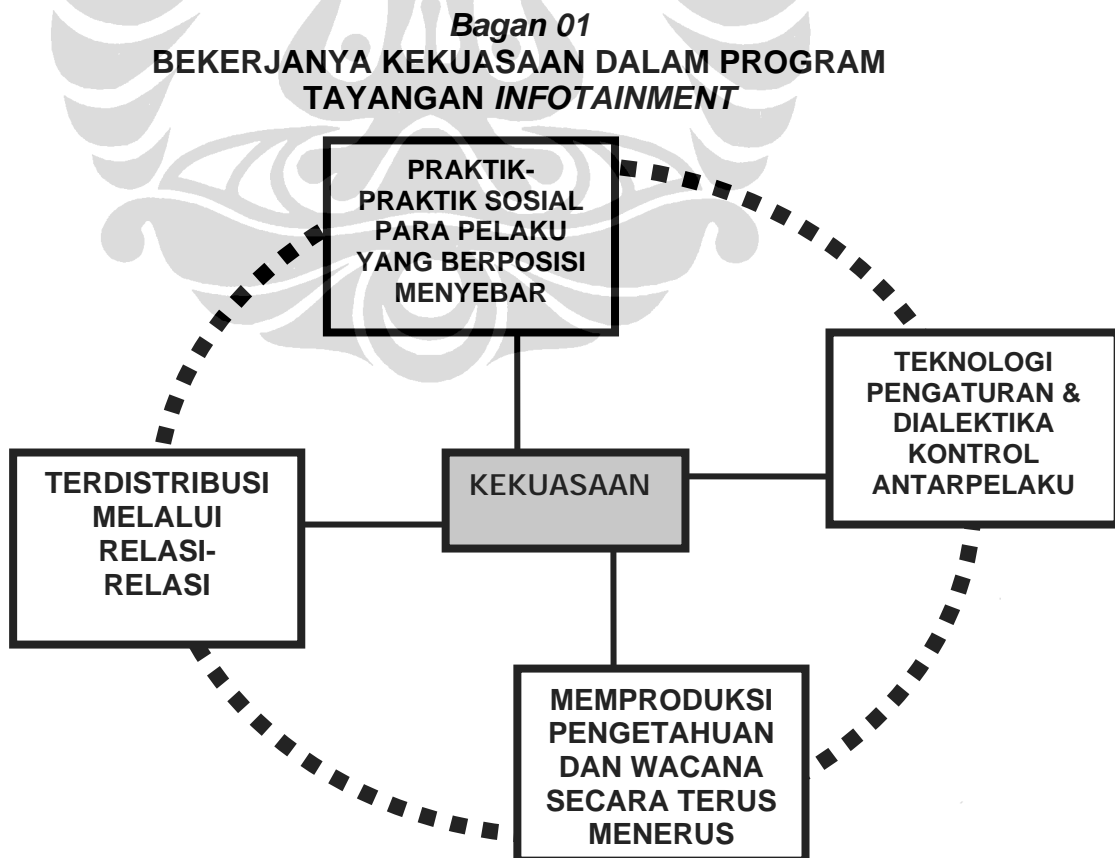 Bagan 01
BEKERJANYA KEKUASAAN DALAM PROGRAM
TAYANGAN INFOTAINMENT
PRAKTIK-
PRAKTIK SOSIAL
PARA PELAKU
YANG BERPOSISI
MENYEBAR
TEKNOLOGI
PENGATURAN &
DIALEKTIKA
KONTROL
ANTARPELAKU
TERDISTRIBUSI
MELALUI
RELASI-
RELASI
KEKUASAAN
MEMPRODUKSI
PENGETAHUAN
DAN WACANA
SECARA TERUS
MENERUS